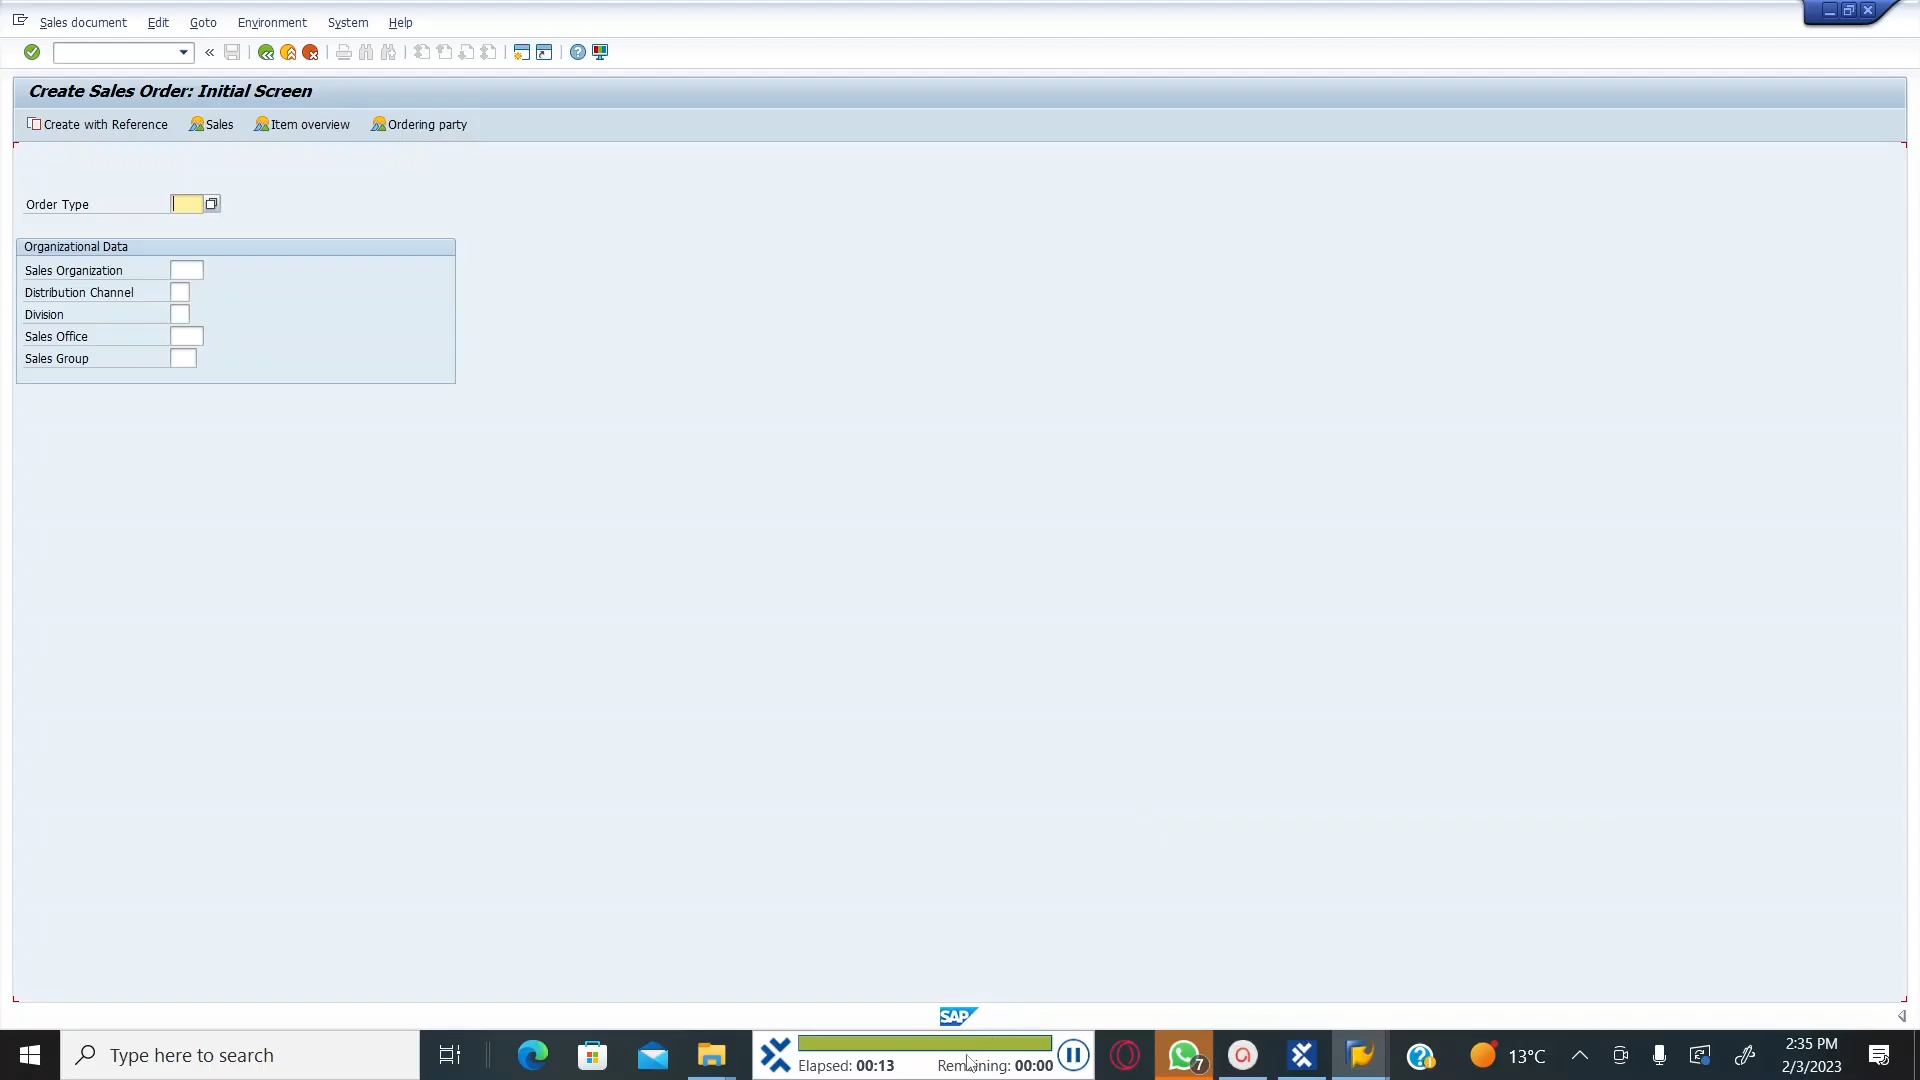 Sales document Edit Goto Environment System Help
Create Sales Order: Initial Screen
Create with Reference Sales Item overview Ordering party
Order Type
Organizational Data
Sales Organization
Distribution Channel
Division
Sales Office
Sales Group
SAP
Type here to search
Elapsed: 00:13 Remaining: 00:00
7
13°C
2:35 PM
2/3/2023